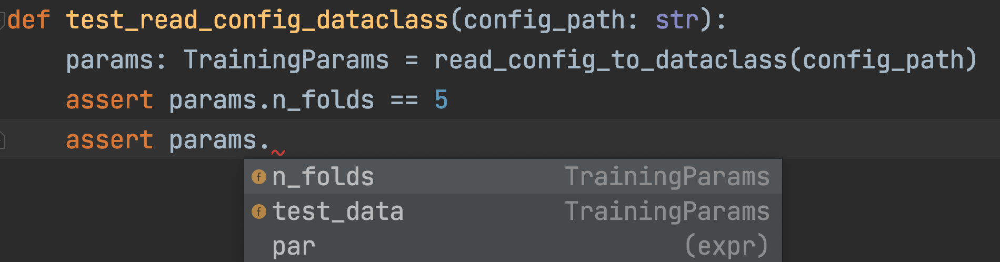 def test_read_config_dataclass(config_path: str):
params: TrainingParams = read_config_to_dataclass(config_path)
assert params.n_folds == 5
assert params.
f n_folds TrainingParams
f test_data TrainingParams
par (expr)